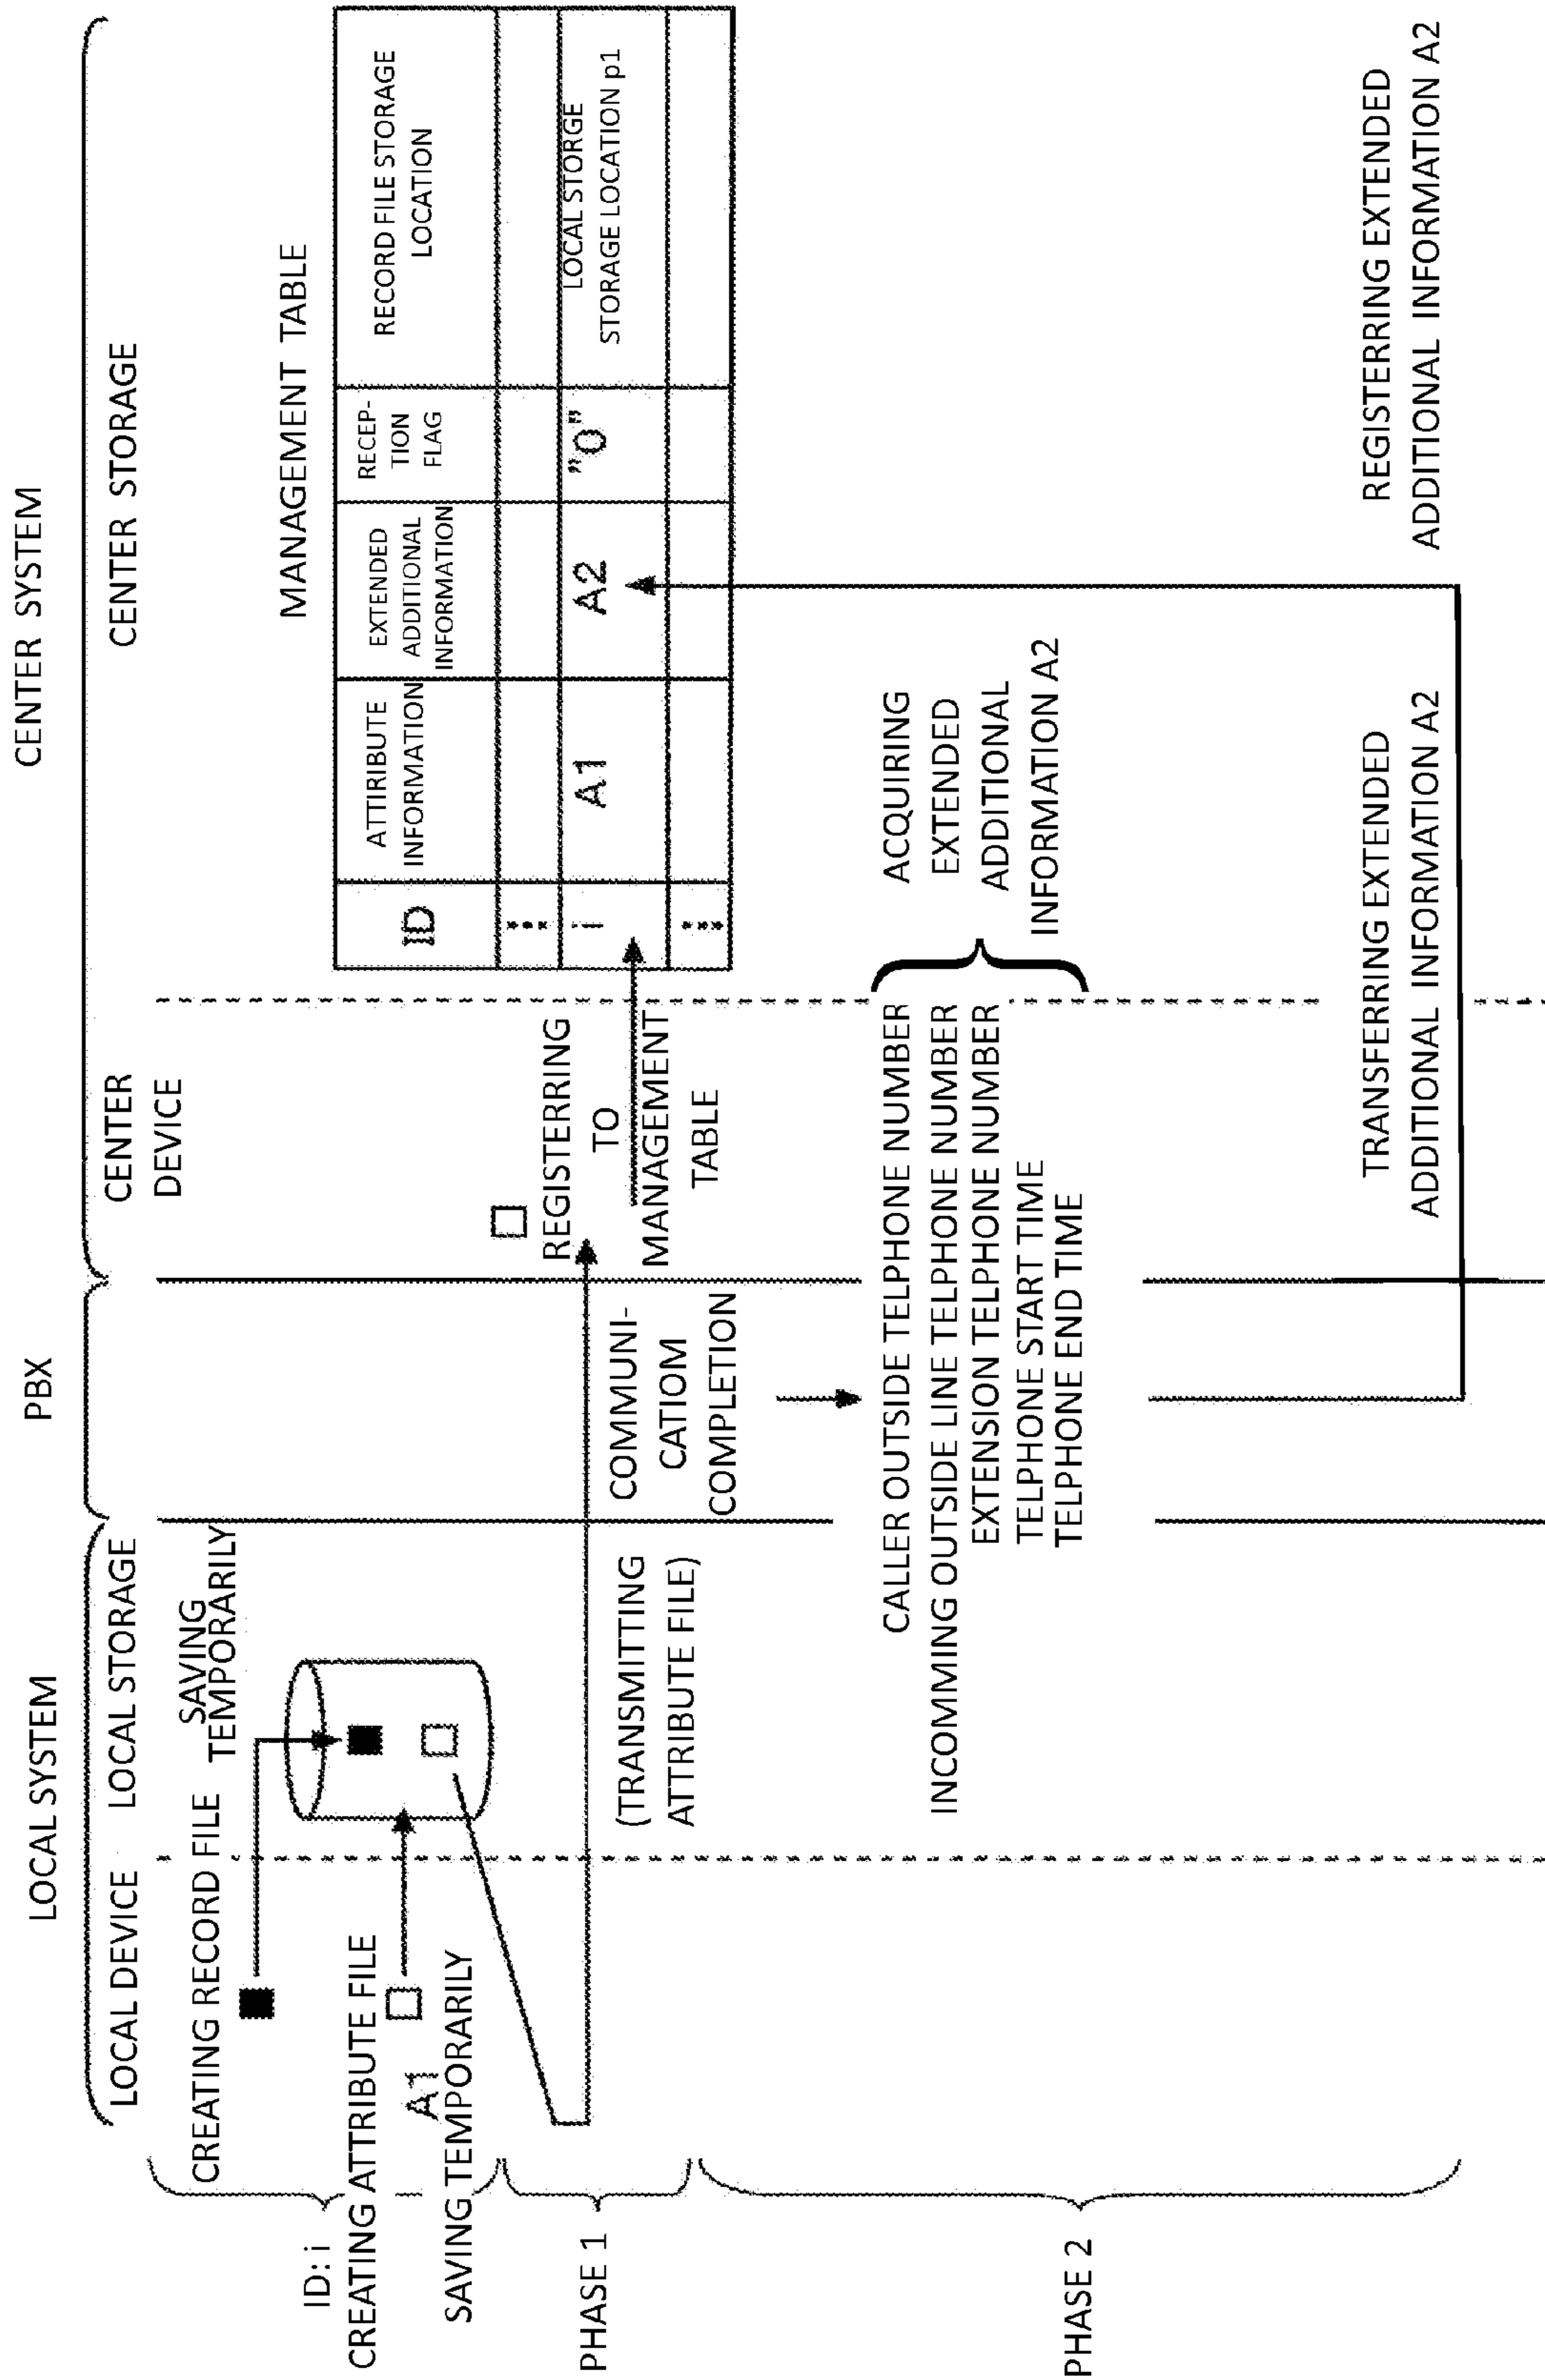 LOCAL SYSTEM
PBX
CENTER SYSTEM
LOCAL DEVICE
LOCAL STORAGE
CENTER
DEVICE
CENTER STORAGE
ID: i
CREATING RECORD FILE
SAVING
TEMPORARILY
CREATING ATTRIBUTE FILE
A1
SAVING TEMPORARILY
PHASE 1
(TRANSMITTING
ATTRIBUTE FILE)
REGISTERRING
TO
MANAGEMENT
TABLE
MANAGEMENT TABLE
ID
ATTIRIBUTE
INFORMATION
EXTENDED
ADDITIONAL
INFORMATION
RECEP-
TION
FLAG
RECORD FILE STORAGE
LOCATION
i
A1
A2
"0"
LOCAL STORGE
STORAGE LOCATION p1
PHASE 2
COMMUNI-
CATIOM
COMPLETION
CALLER OUTSIDE TELPHONE NUMBER
INCOMMING OUTSIDE LINE TELPHONE NUMBER
EXTENSION TELPHONE NUMBER
TELPHONE START TIME
TELPHONE END TIME
ACQUIRING
EXTENDED
ADDITIONAL
INFORMATION A2
TRANSFERRING EXTENDED
ADDITIONAL INFORMATION A2
REGISTERRING EXTENDED
ADDITIONAL INFORMATION A2